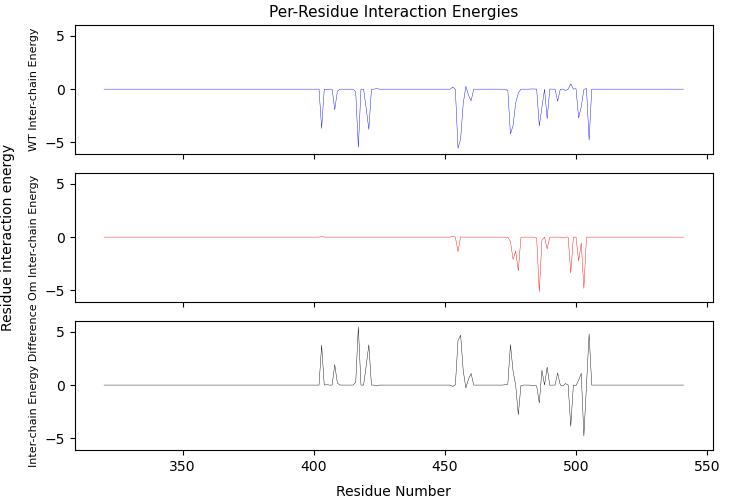 Per-Residue Interaction Energies
Residue interaction energy
WT Inter-chain Energy
5
0
−5
Om Inter-chain Energy
5
0
−5
Inter-chain Energy Difference
5
0
−5
350
400
450
500
550
Residue Number